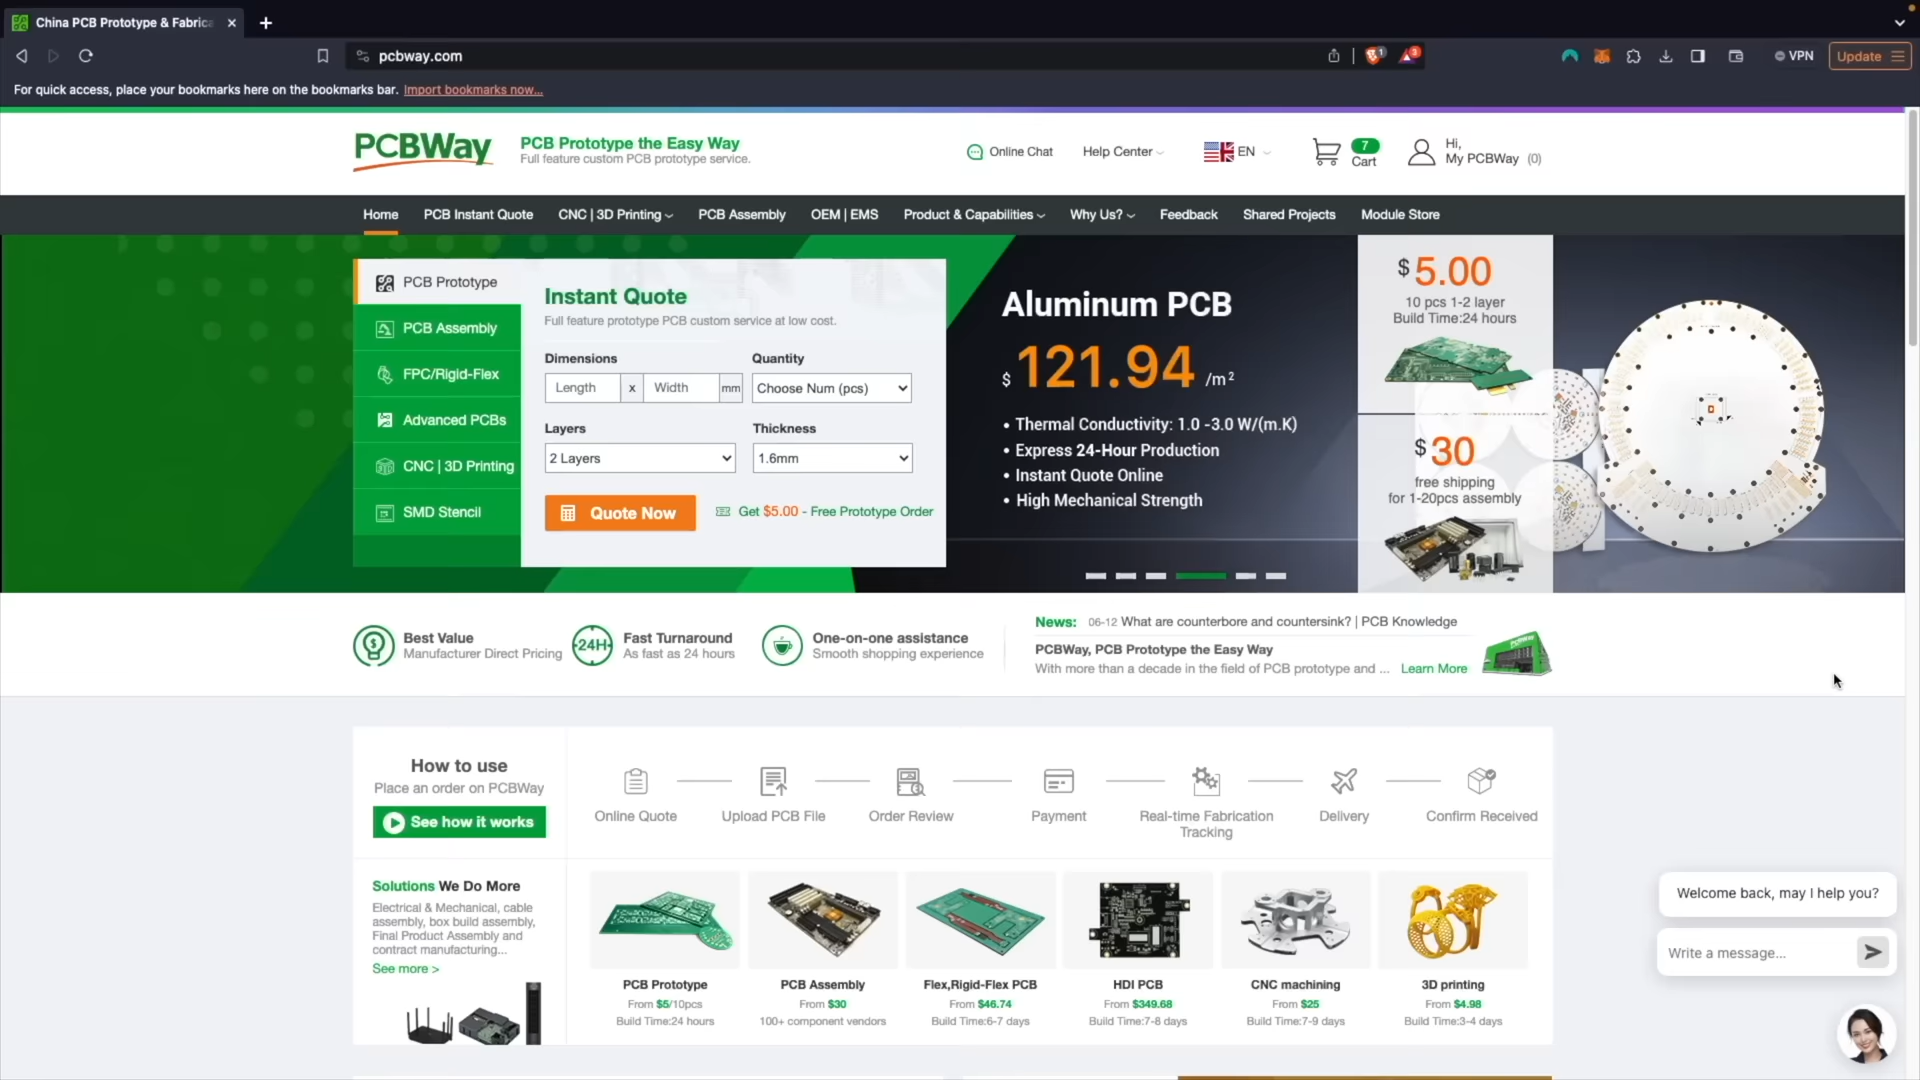 China PCB Prototype & Fabrica
pcbway.com
1
3
VPN
Update
For quick access, place your bookmarks here on the bookmarks bar. Import bookmarks now...
PCBWay
PCB Prototype the Easy Way
Full feature custom PCB prototype service.
Online Chat
Help Center
EN
7
Cart
Hi,
My PCBWay (0)
Home
PCB Instant Quote
CNC | 3D Printing
PCB Assembly
OEM | EMS
Product & Capabilities
Why Us?
Feedback
Shared Projects
Module Store
PCB Prototype
PCB Assembly
FPC/Rigid-Flex
Advanced PCBs
CNC | 3D Printing
SMD Stencil
Instant Quote
Full feature prototype PCB custom service at low cost.
Dimensions
Quantity
Length x Width mm
Choose Num (pcs)
Layers
Thickness
2 Layers
1.6mm
Quote Now
Get $5.00 - Free Prototype Order
Aluminum PCB
$ 121.94 /m²
• Thermal Conductivity: 1.0 -3.0 W/(m.K)
• Express 24-Hour Production
• Instant Quote Online
• High Mechanical Strength
$ 5.00
10 pcs 1-2 layer
Build Time:24 hours
$ 30
free shipping
for 1-20pcs assembly
Best Value
Manufacturer Direct Pricing
24H
Fast Turnaround
As fast as 24 hours
One-on-one assistance
Smooth shopping experience
News: 06-12 What are counterbore and countersink? | PCB Knowledge
PCBWay, PCB Prototype the Easy Way
With more than a decade in the field of PCB prototype and ... Learn More
How to use
Place an order on PCBWay
See how it works
Online Quote
Upload PCB File
Order Review
Payment
Real-time Fabrication
Tracking
Delivery
Confirm Received
Solutions We Do More
Electrical & Mechanical, cable
assembly, box build assembly,
Final Product Assembly and
contract manufacturing...
See more >
PCB Prototype
From $5/10pcs
Build Time:24 hours
PCB Assembly
From $30
100+ component vendors
Flex,Rigid-Flex PCB
From $46.74
Build Time:6-7 days
HDI PCB
From $349.68
Build Time:7-8 days
CNC machining
From $25
Build Time:7-9 days
3D printing
From $4.98
Build Time:3-4 days
Welcome back, may I help you?
Write a message...